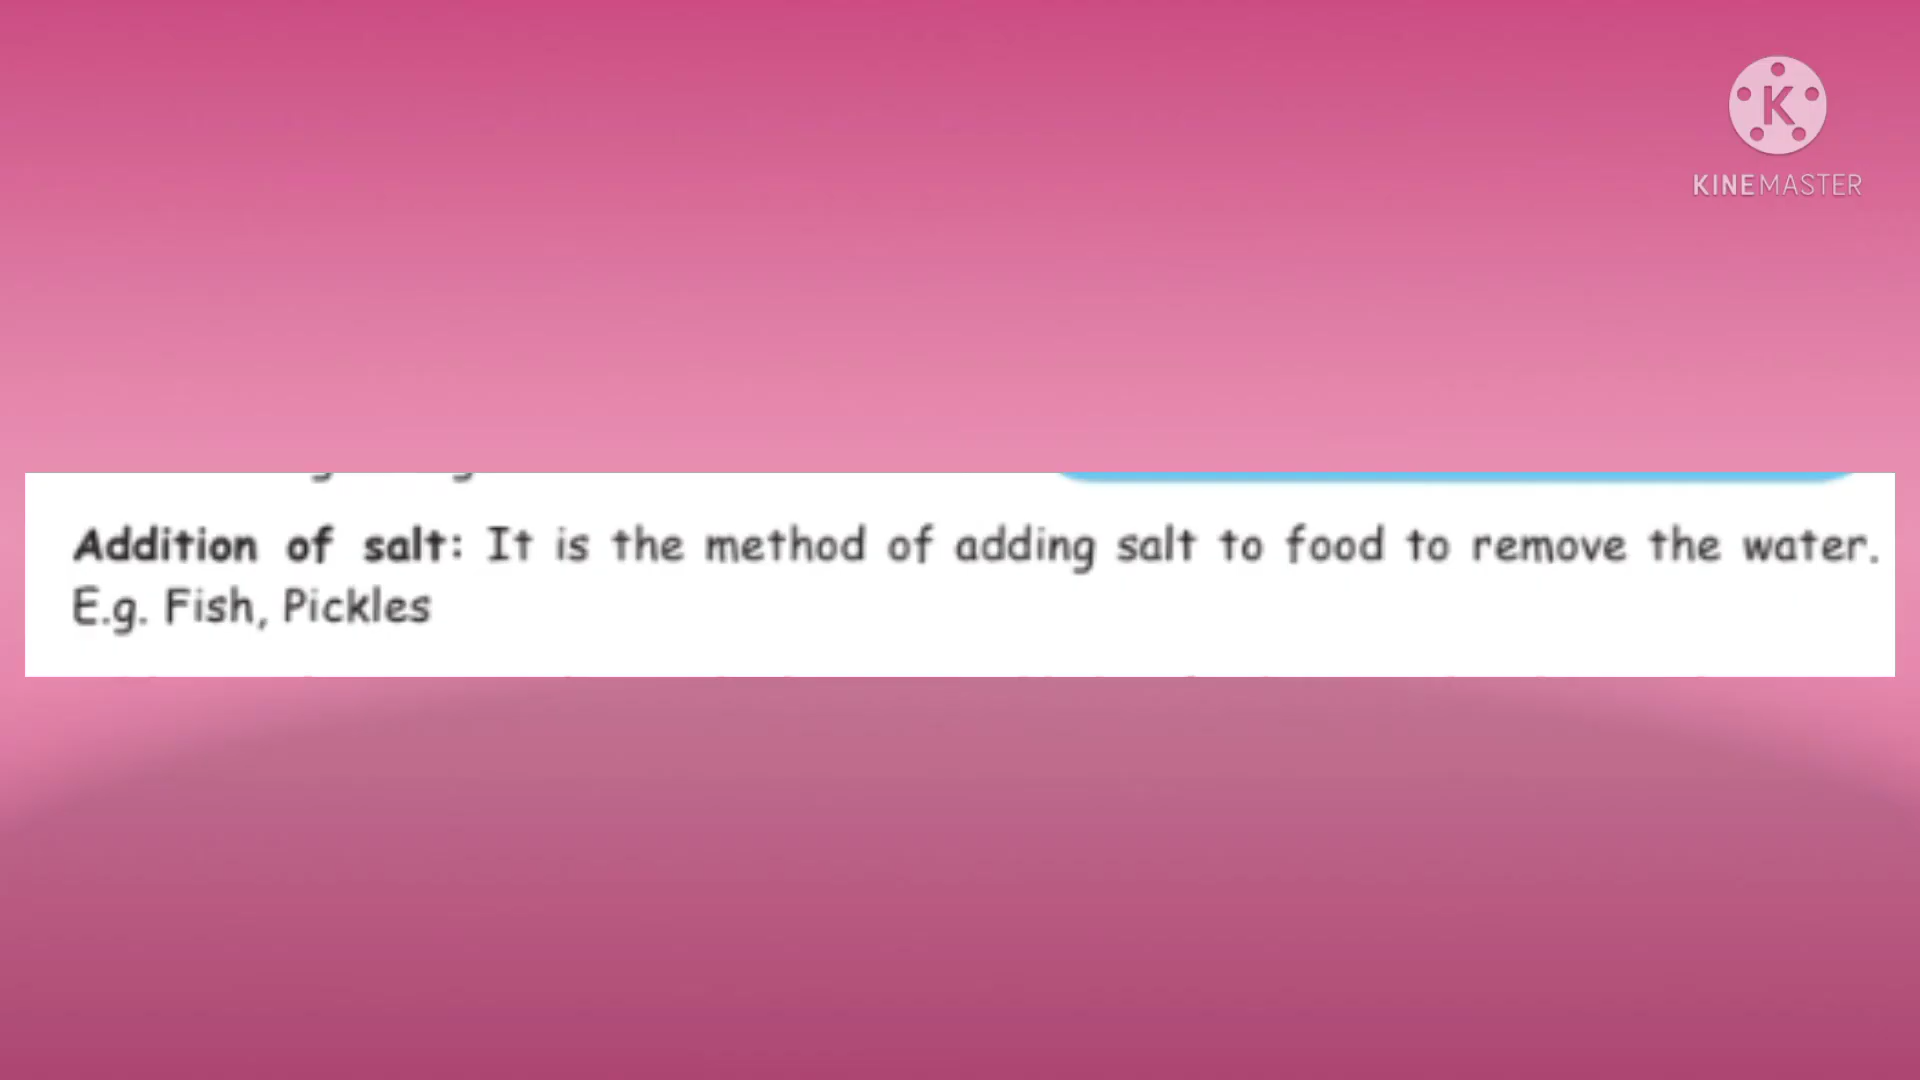 KINEMASTER
Addition of salt: It is the method of adding salt to food to remove the water.
E.g. Fish, Pickles